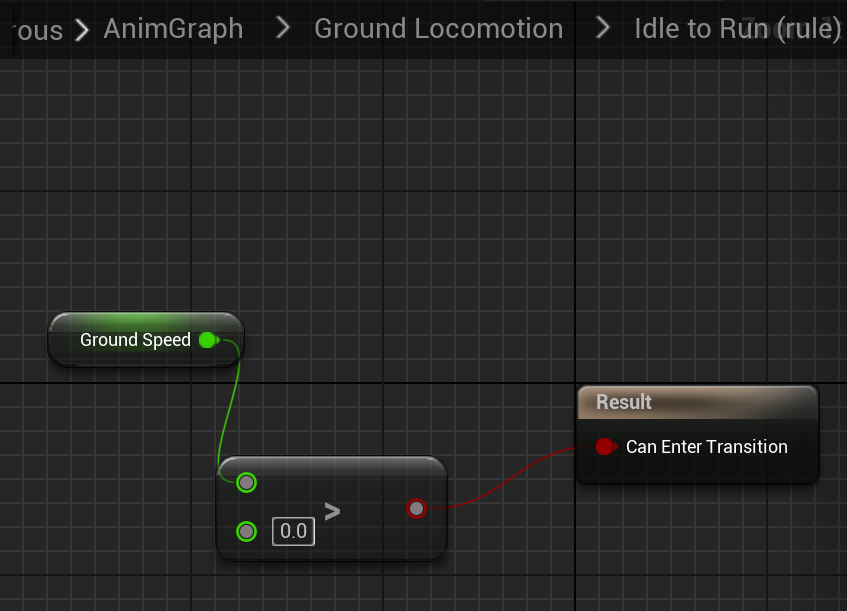 rous > AnimGraph > Ground Locomotion > Idle to Run (rule)
Ground Speed
Result
Can Enter Transition
>
0.0